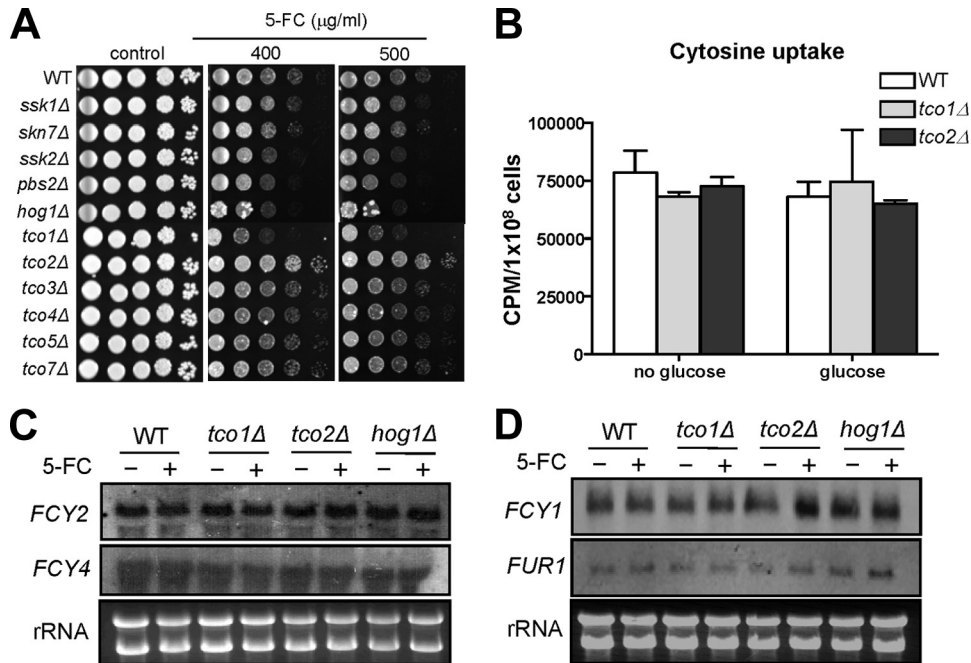 A
5-FC (μg/ml)
control 400 500
WT
ssk1Δ
skn7Δ
ssk2Δ
pbs2Δ
hog1Δ
tco1Δ
tco2Δ
tco3Δ
tco4Δ
tco5Δ
tco7Δ
B
Cytosine uptake
WT
tco1Δ
tco2Δ
CPM/1x10⁸ cells
100000
75000
50000
25000
0
no glucose glucose
C
WT tco1Δ tco2Δ hog1Δ
5-FC − + − + − + − +
FCY2
FCY4
rRNA
D
WT tco1Δ tco2Δ hog1Δ
5-FC − + − + − + − +
FCY1
FUR1
rRNA